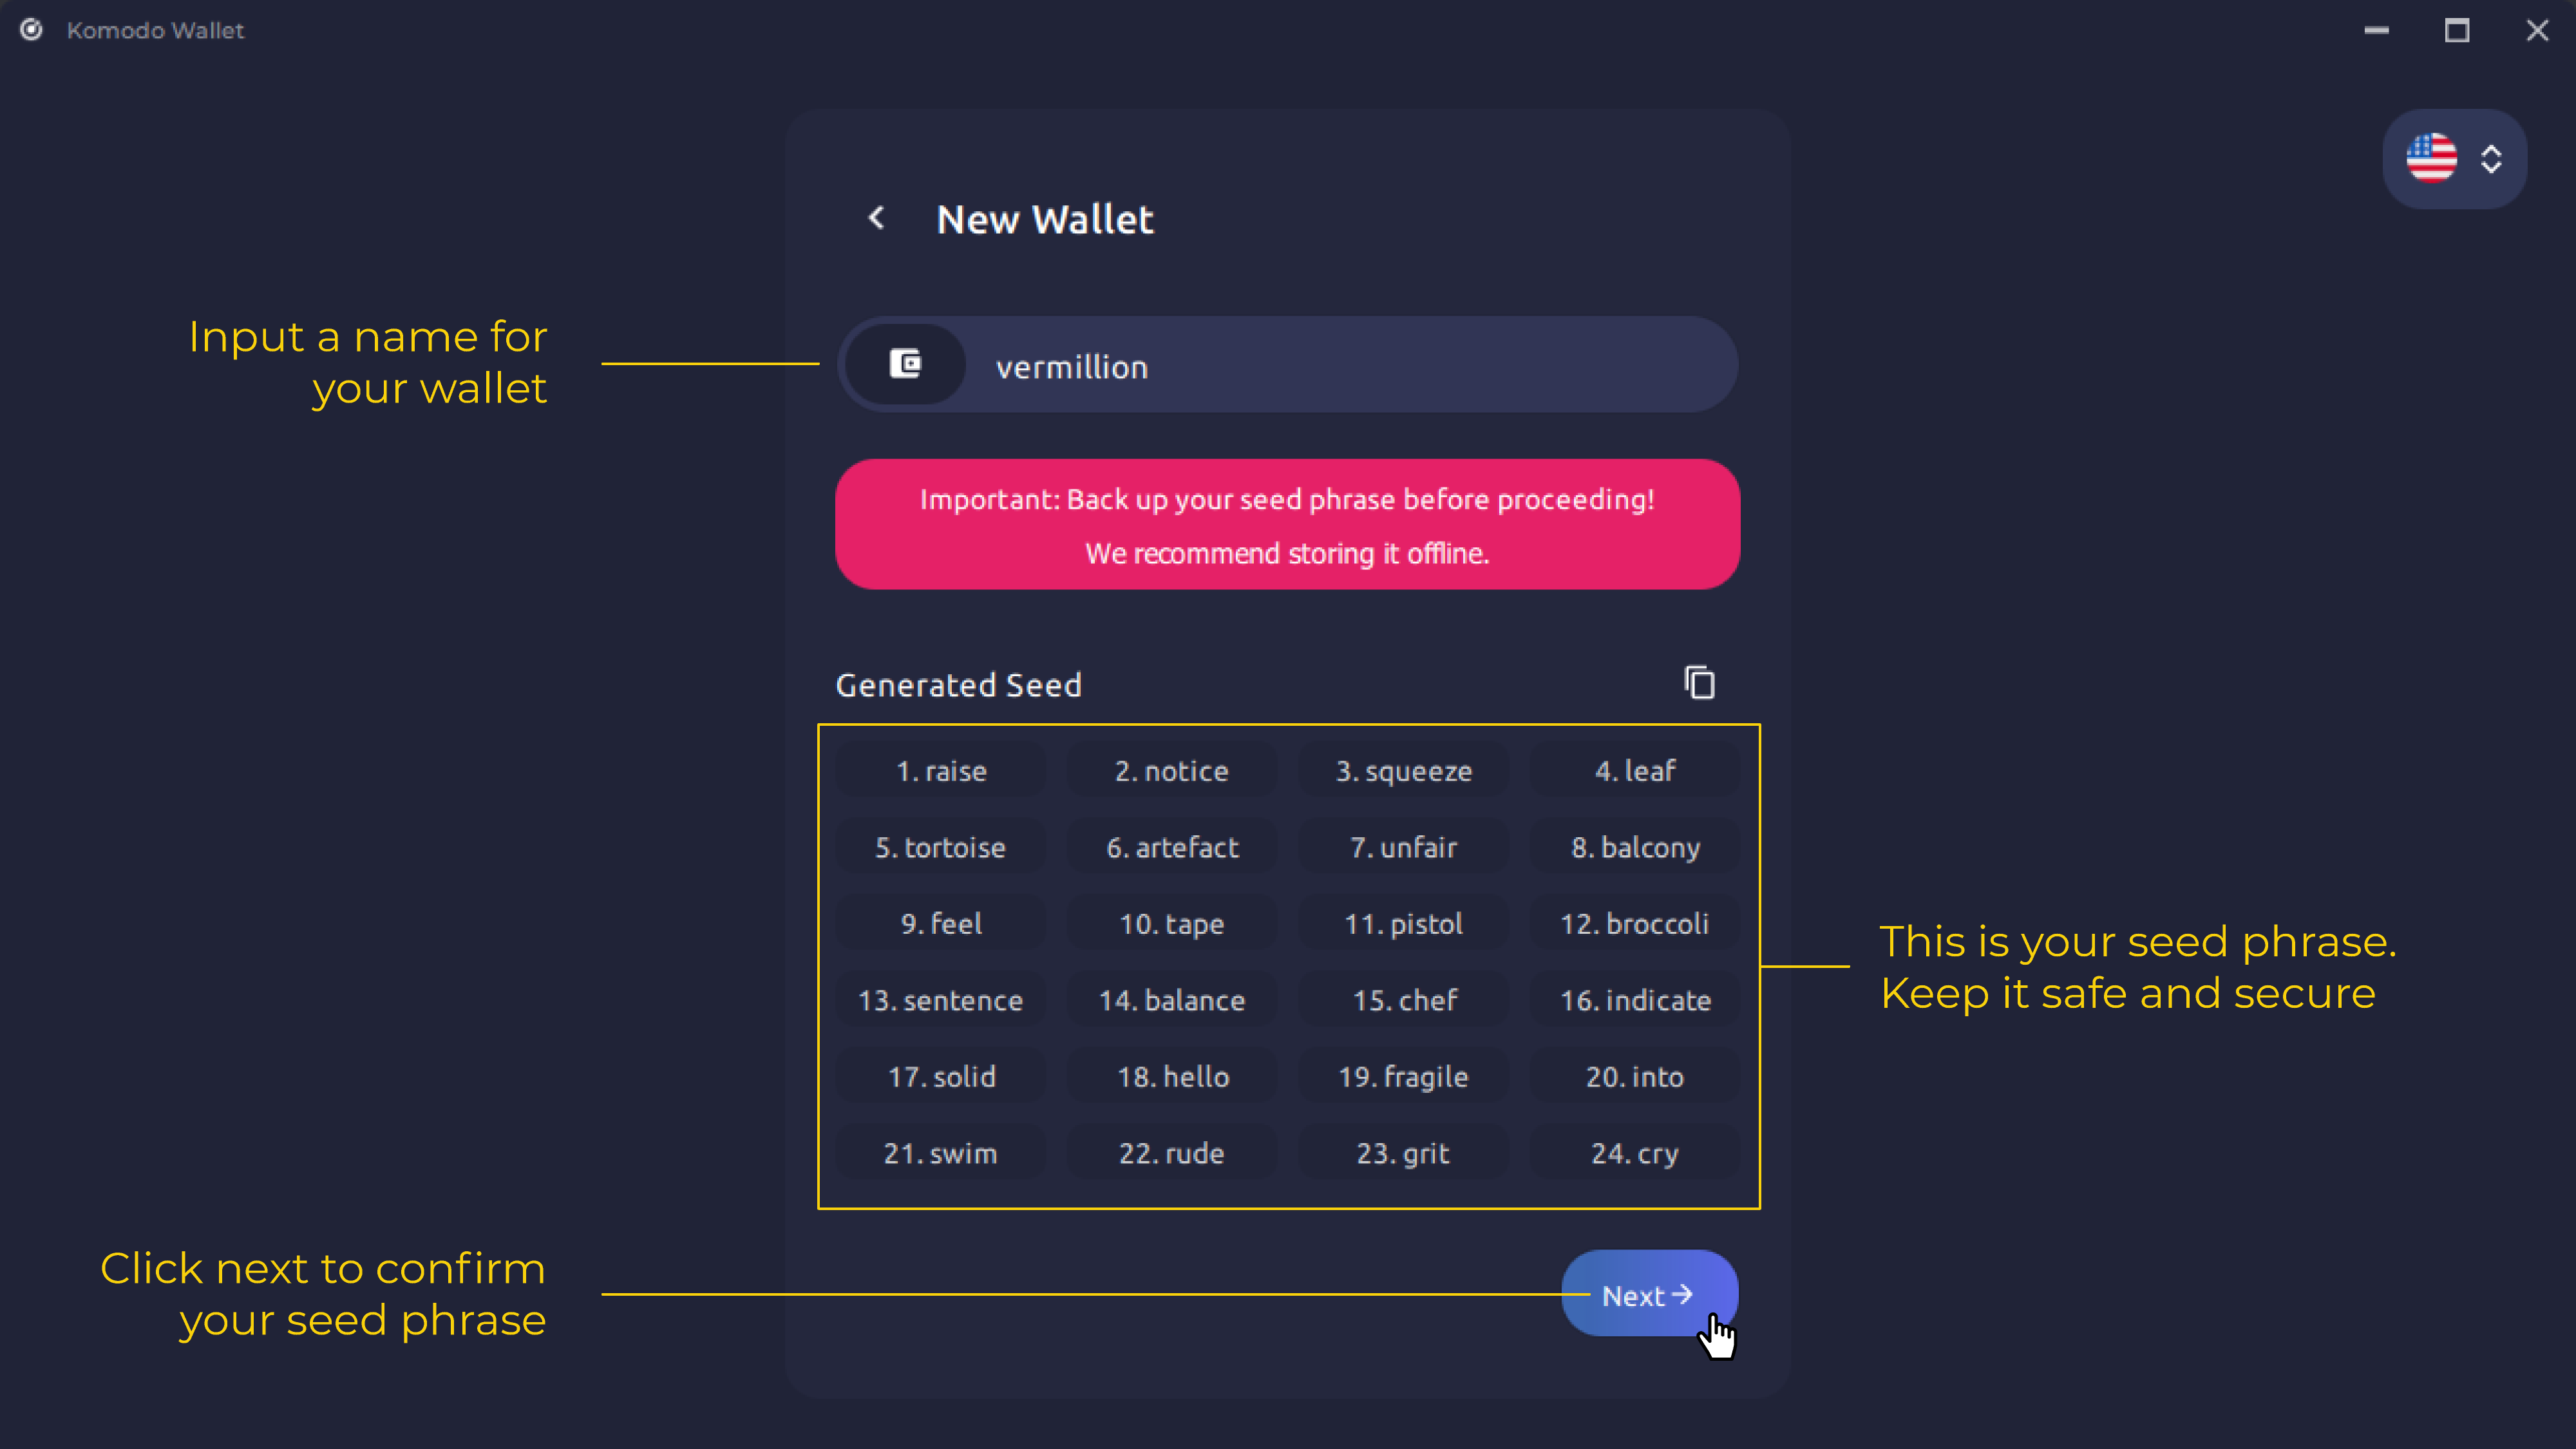 Komodo Wallet
New Wallet
Input a name for
your wallet
vermillion
Important: Back up your seed phrase before proceeding!
We recommend storing it offline.
Generated Seed
1. raise 2. notice 3. squeeze 4. leaf
5. tortoise 6. artefact 7. unfair 8. balcony
9. feel 10. tape 11. pistol 12. broccoli
13. sentence 14. balance 15. chef 16. indicate
17. solid 18. hello 19. fragile 20. into
21. swim 22. rude 23. grit 24. cry
This is your seed phrase.
Keep it safe and secure
Click next to confirm
your seed phrase
Next